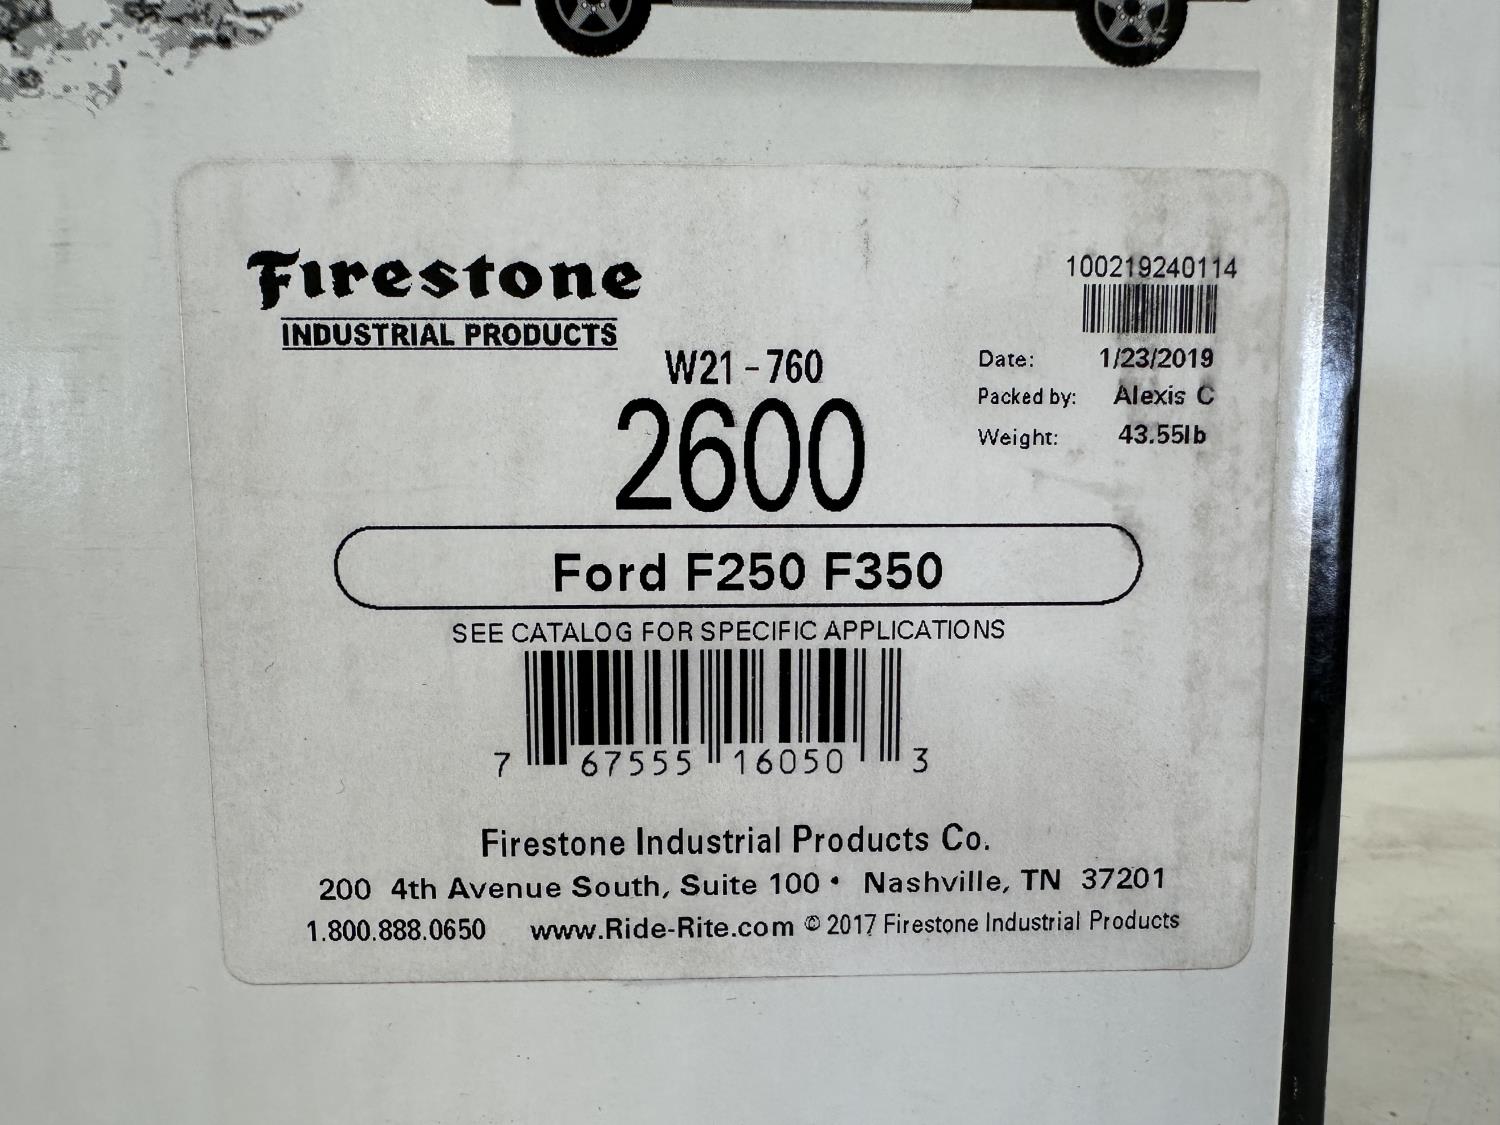 Firestone
INDUSTRIAL PRODUCTS
100219240114
W21-760
2600
Date: 1/23/2019
Packed by: Alexis C
Weight: 43.55lb
Ford F250 F350
SEE CATALOG FOR SPECIFIC APPLICATIONS
7 67555 16050 3
Firestone Industrial Products Co.
200 4th Avenue South, Suite 100 • Nashville, TN 37201
1.800.888.0650 www.Ride-Rite.com © 2017 Firestone Industrial Products